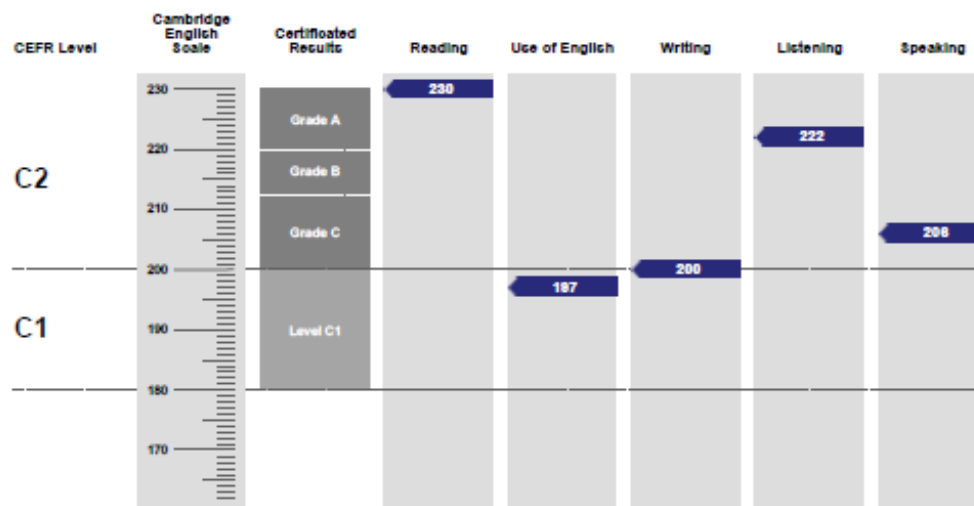 CEFR Level
Cambridge
English
Scale
Certificated
Results
Reading
Use of English
Writing
Listening
Speaking
230
230
Grade A
222
220
C2
Grade B
210
Grade C
206
200
200
197
C1
190
Level C1
180
170